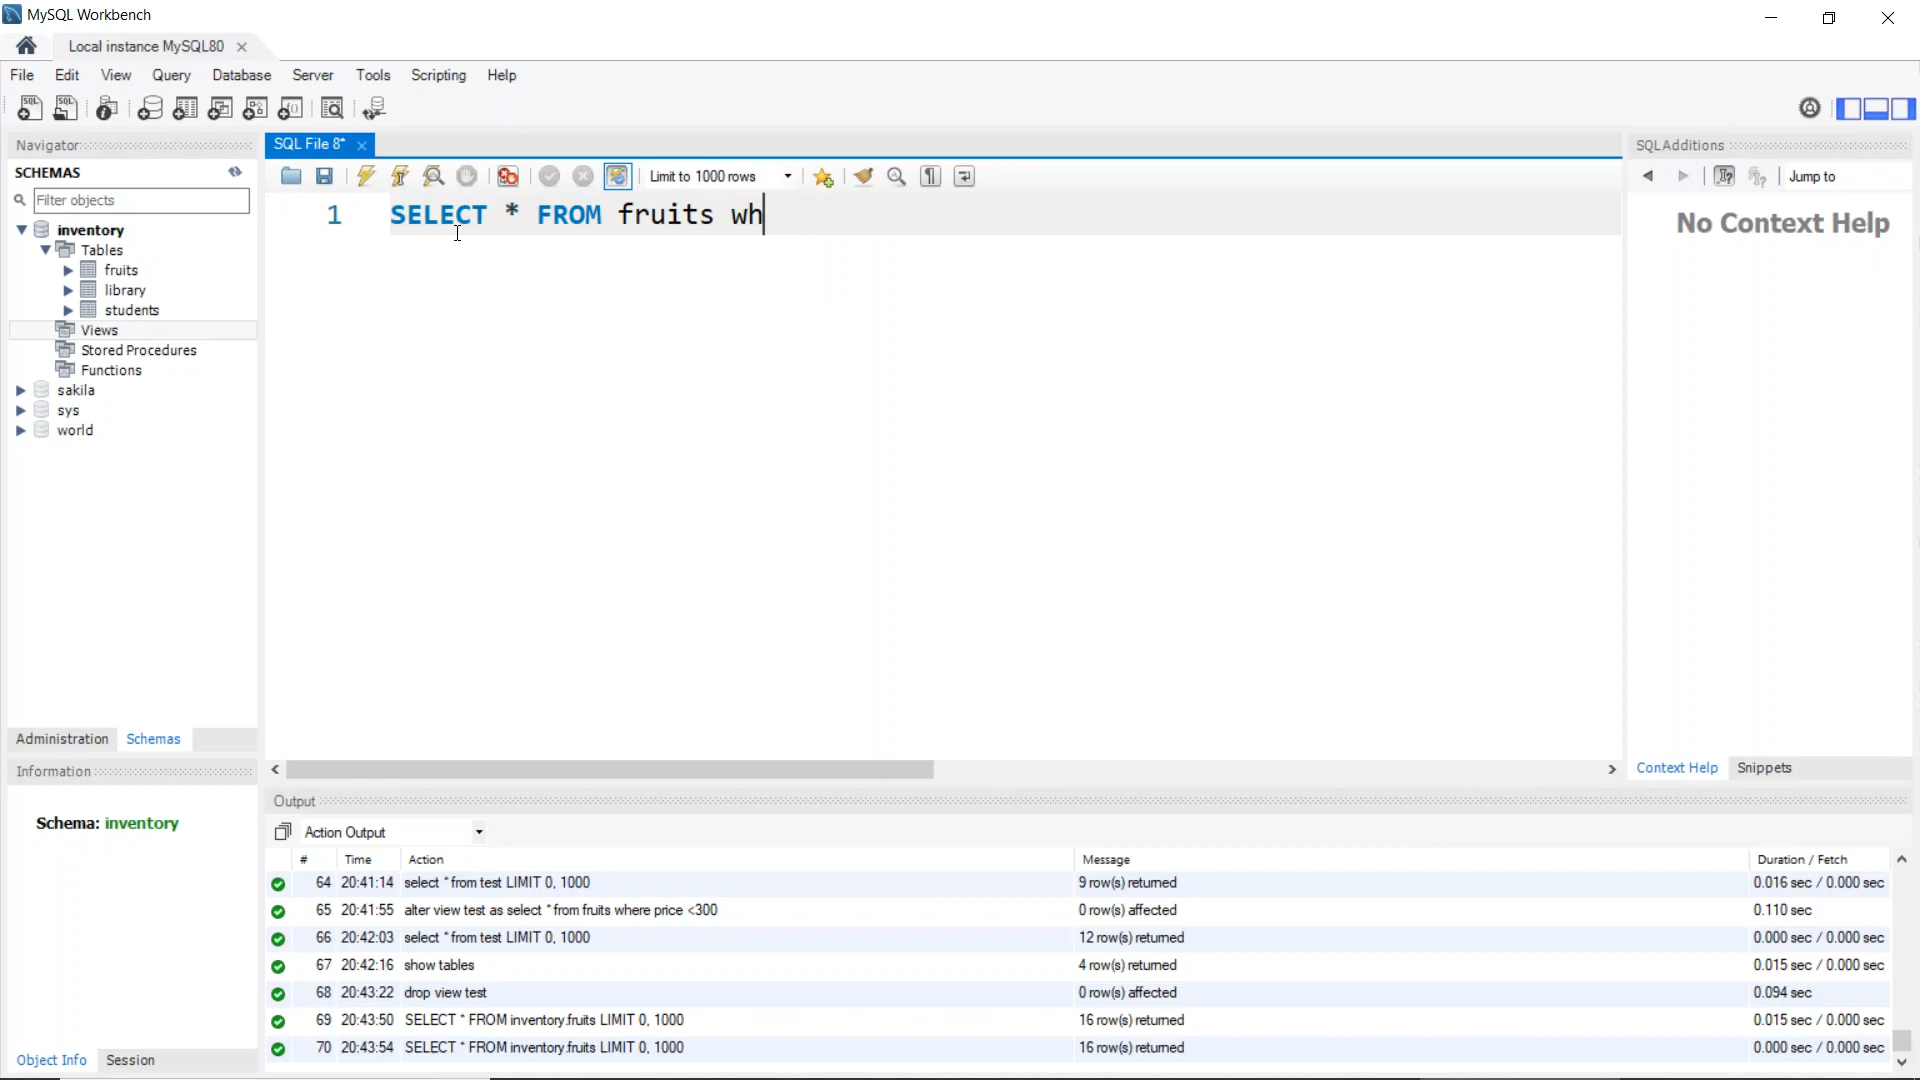 MySQL Workbench
Local instance MySQL80
File Edit View Query Database Server Tools Scripting Help
Navigator
SCHEMAS
Filter objects
inventory
Tables
fruits
library
students
Views
Stored Procedures
Functions
sakila
sys
world
Administration Schemas
Information
Schema: inventory
Object Info Session
SQL File 8*
Limit to 1000 rows
1 SELECT * FROM fruits wh
SQLAdditions
Jump to
No Context Help
Context Help Snippets
Output
Action Output
# Time Action Message Duration / Fetch
64 20:41:14 select * from test LIMIT 0, 1000 9 row(s) returned 0.016 sec / 0.000 sec
65 20:41:55 alter view test as select * from fruits where price <300 0 row(s) affected 0.110 sec
66 20:42:03 select * from test LIMIT 0, 1000 12 row(s) returned 0.000 sec / 0.000 sec
67 20:42:16 show tables 4 row(s) returned 0.015 sec / 0.000 sec
68 20:43:22 drop view test 0 row(s) affected 0.094 sec
69 20:43:50 SELECT * FROM inventory.fruits LIMIT 0, 1000 16 row(s) returned 0.015 sec / 0.000 sec
70 20:43:54 SELECT * FROM inventory.fruits LIMIT 0, 1000 16 row(s) returned 0.000 sec / 0.000 sec